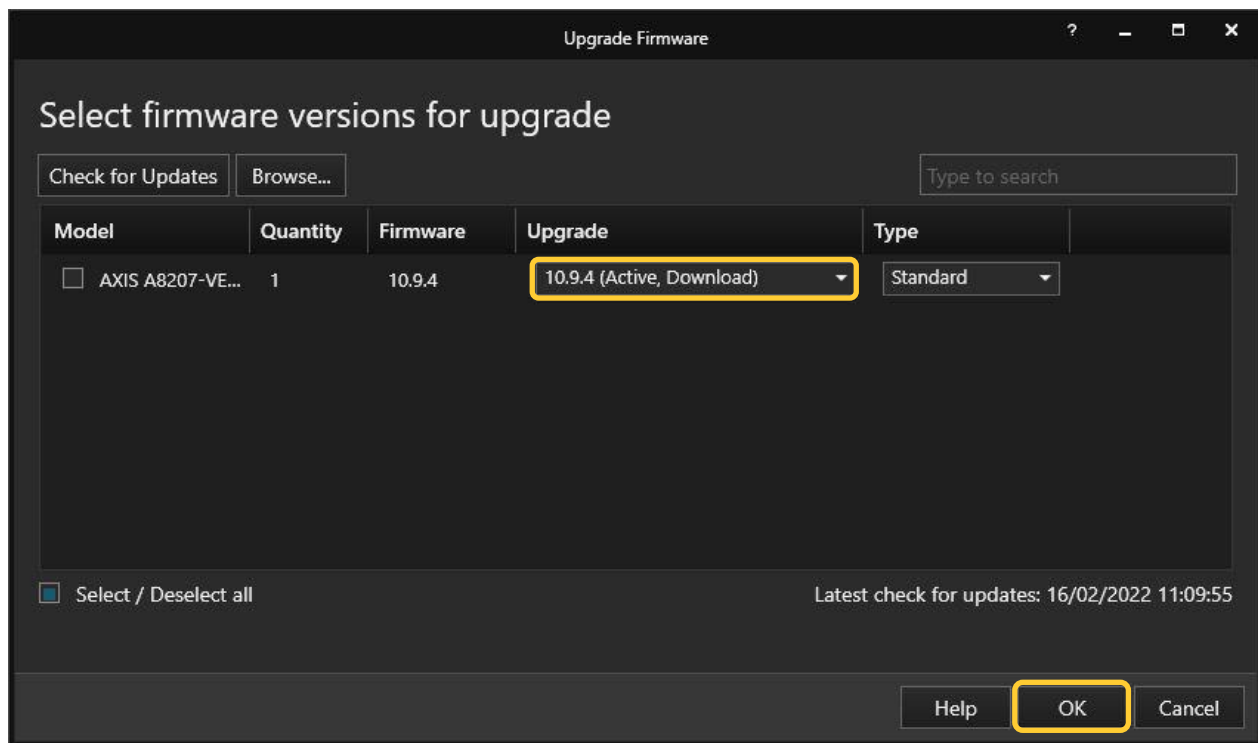 Upgrade Firmware
?
Select firmware versions for upgrade
Check for Updates Browse... Type to search
Model Quantity Firmware Upgrade Type
AXIS A8207-VE... 1 10.9.4 10.9.4 (Active, Download) Standard
Select / Deselect all Latest check for updates: 16/02/2022 11:09:55
Help OK Cancel